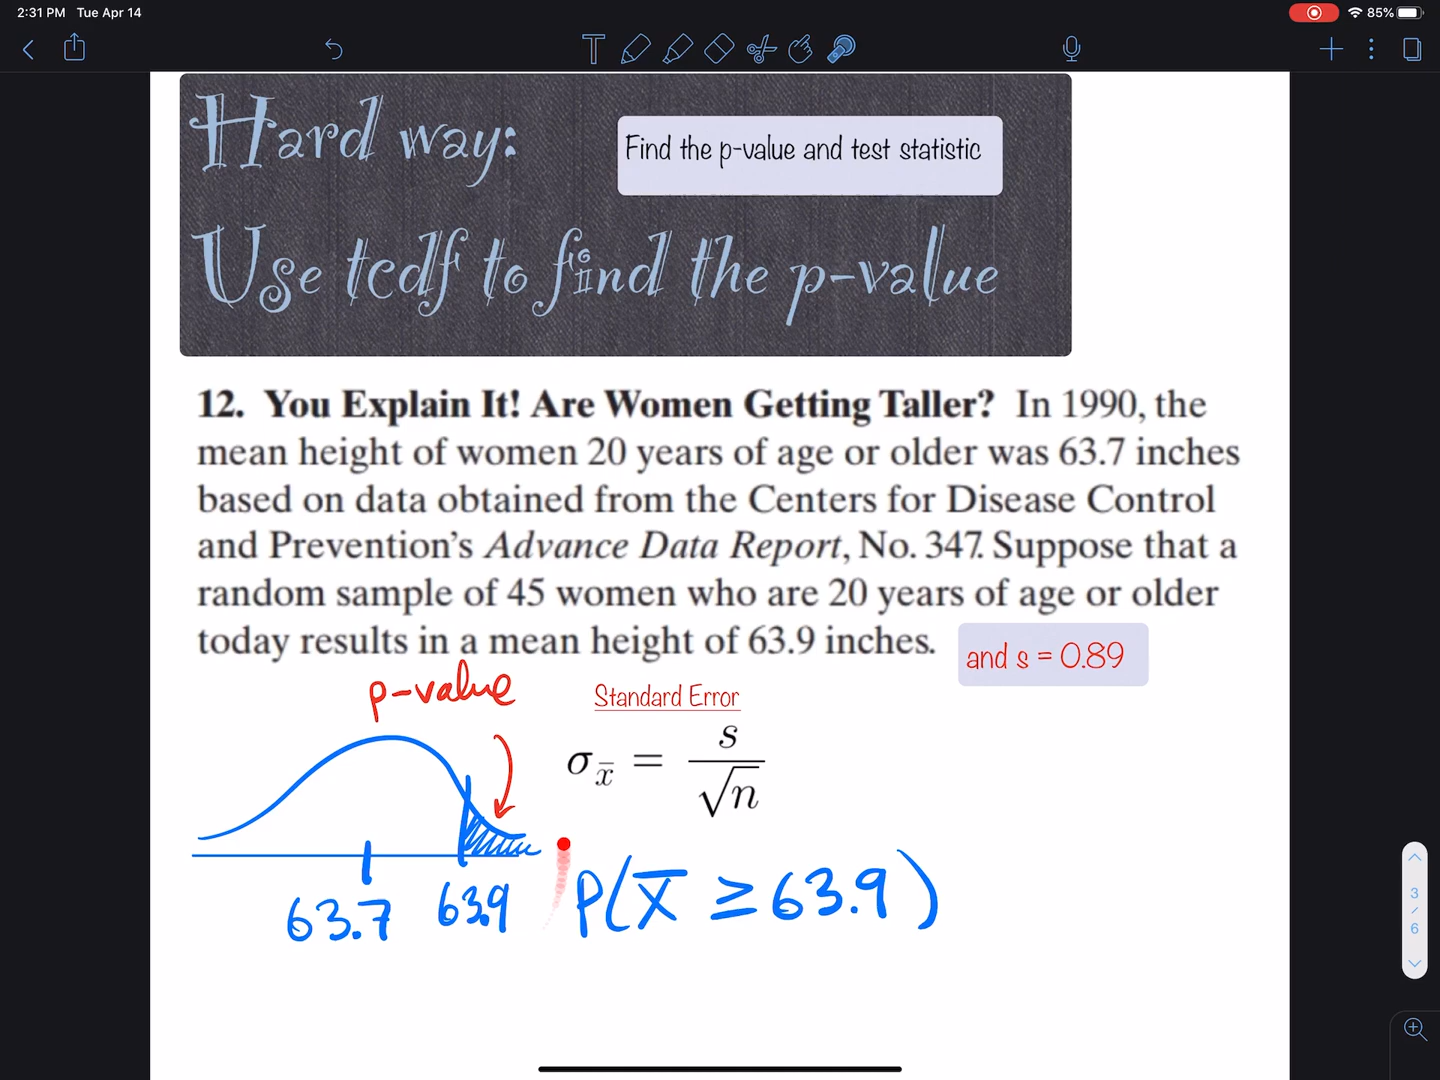 2:31 PM Tue Apr 14
85%
T
Hard way:
Find the p-value and test statistic
Use tcdf to find the p-value
12. You Explain It! Are Women Getting Taller? In 1990, the
mean height of women 20 years of age or older was 63.7 inches
based on data obtained from the Centers for Disease Control
and Prevention's Advance Data Report, No. 347. Suppose that a
random sample of 45 women who are 20 years of age or older
today results in a mean height of 63.9 inches.
and s = 0.89
p-value
Standard Error
σx̅ = s/√n
63.7
63.9
P(x̅ ≥ 63.9)
3
/
6